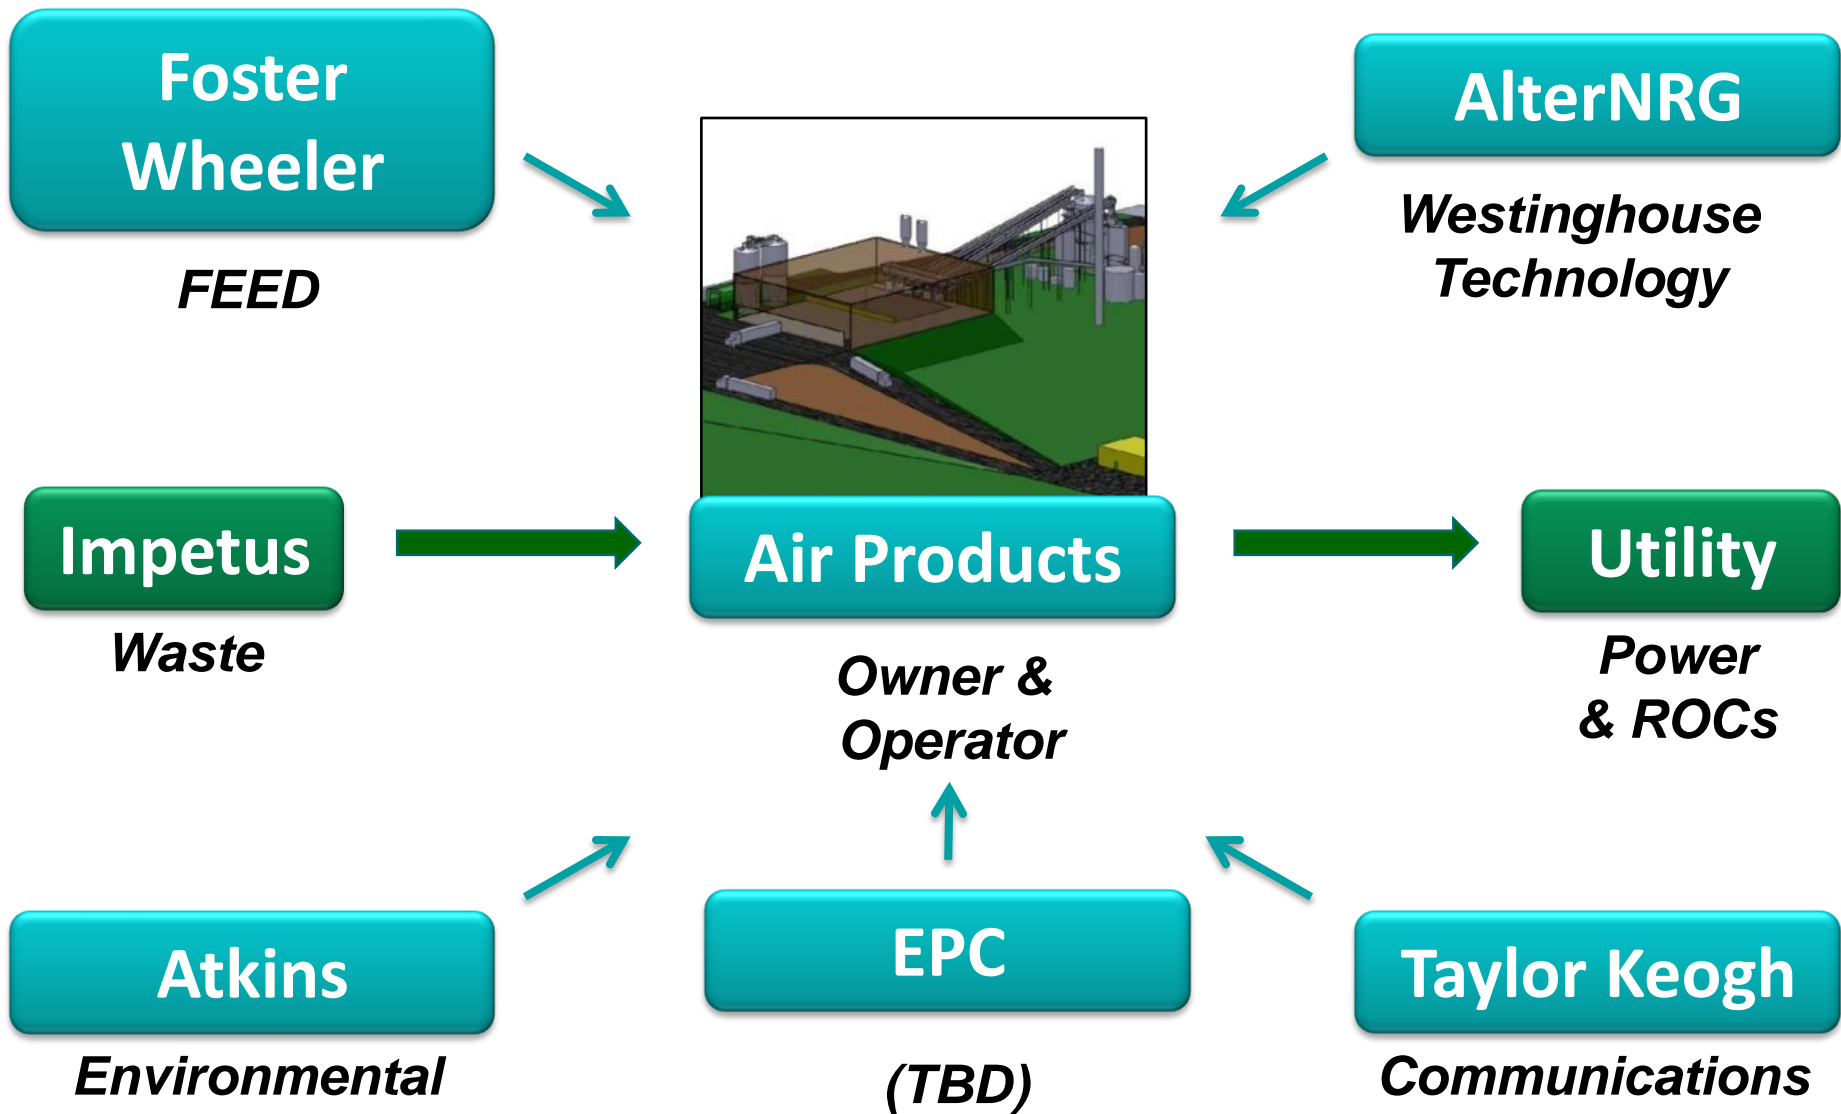 Foster
Wheeler
FEED
AlterNRG
Westinghouse
Technology
Impetus
Waste
Air Products
Owner &
Operator
Utility
Power
& ROCs
Atkins
Environmental
EPC
(TBD)
Taylor Keogh
Communications